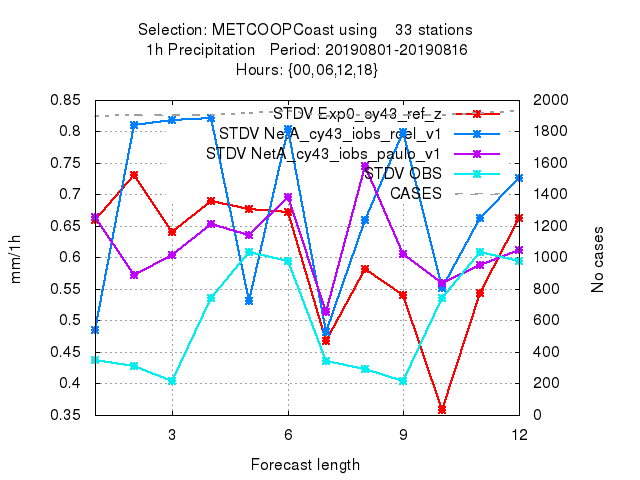 Selection: METCOOPCoast using 33 stations
1h Precipitation Period: 20190801-20190816
Hours: {00,06,12,18}
STDV Exp0_cy43_ref_z
STDV NetA_cy43_iobs_roel_v1
STDV NetA_cy43_iobs_paulo_v1
STDV OBS
CASES
0.85
0.8
0.75
0.7
0.65
0.6
0.55
0.5
0.45
0.4
0.35
mm/1h
2000
1800
1600
1400
1200
1000
800
600
400
200
0
No cases
3 6 9 12
Forecast length